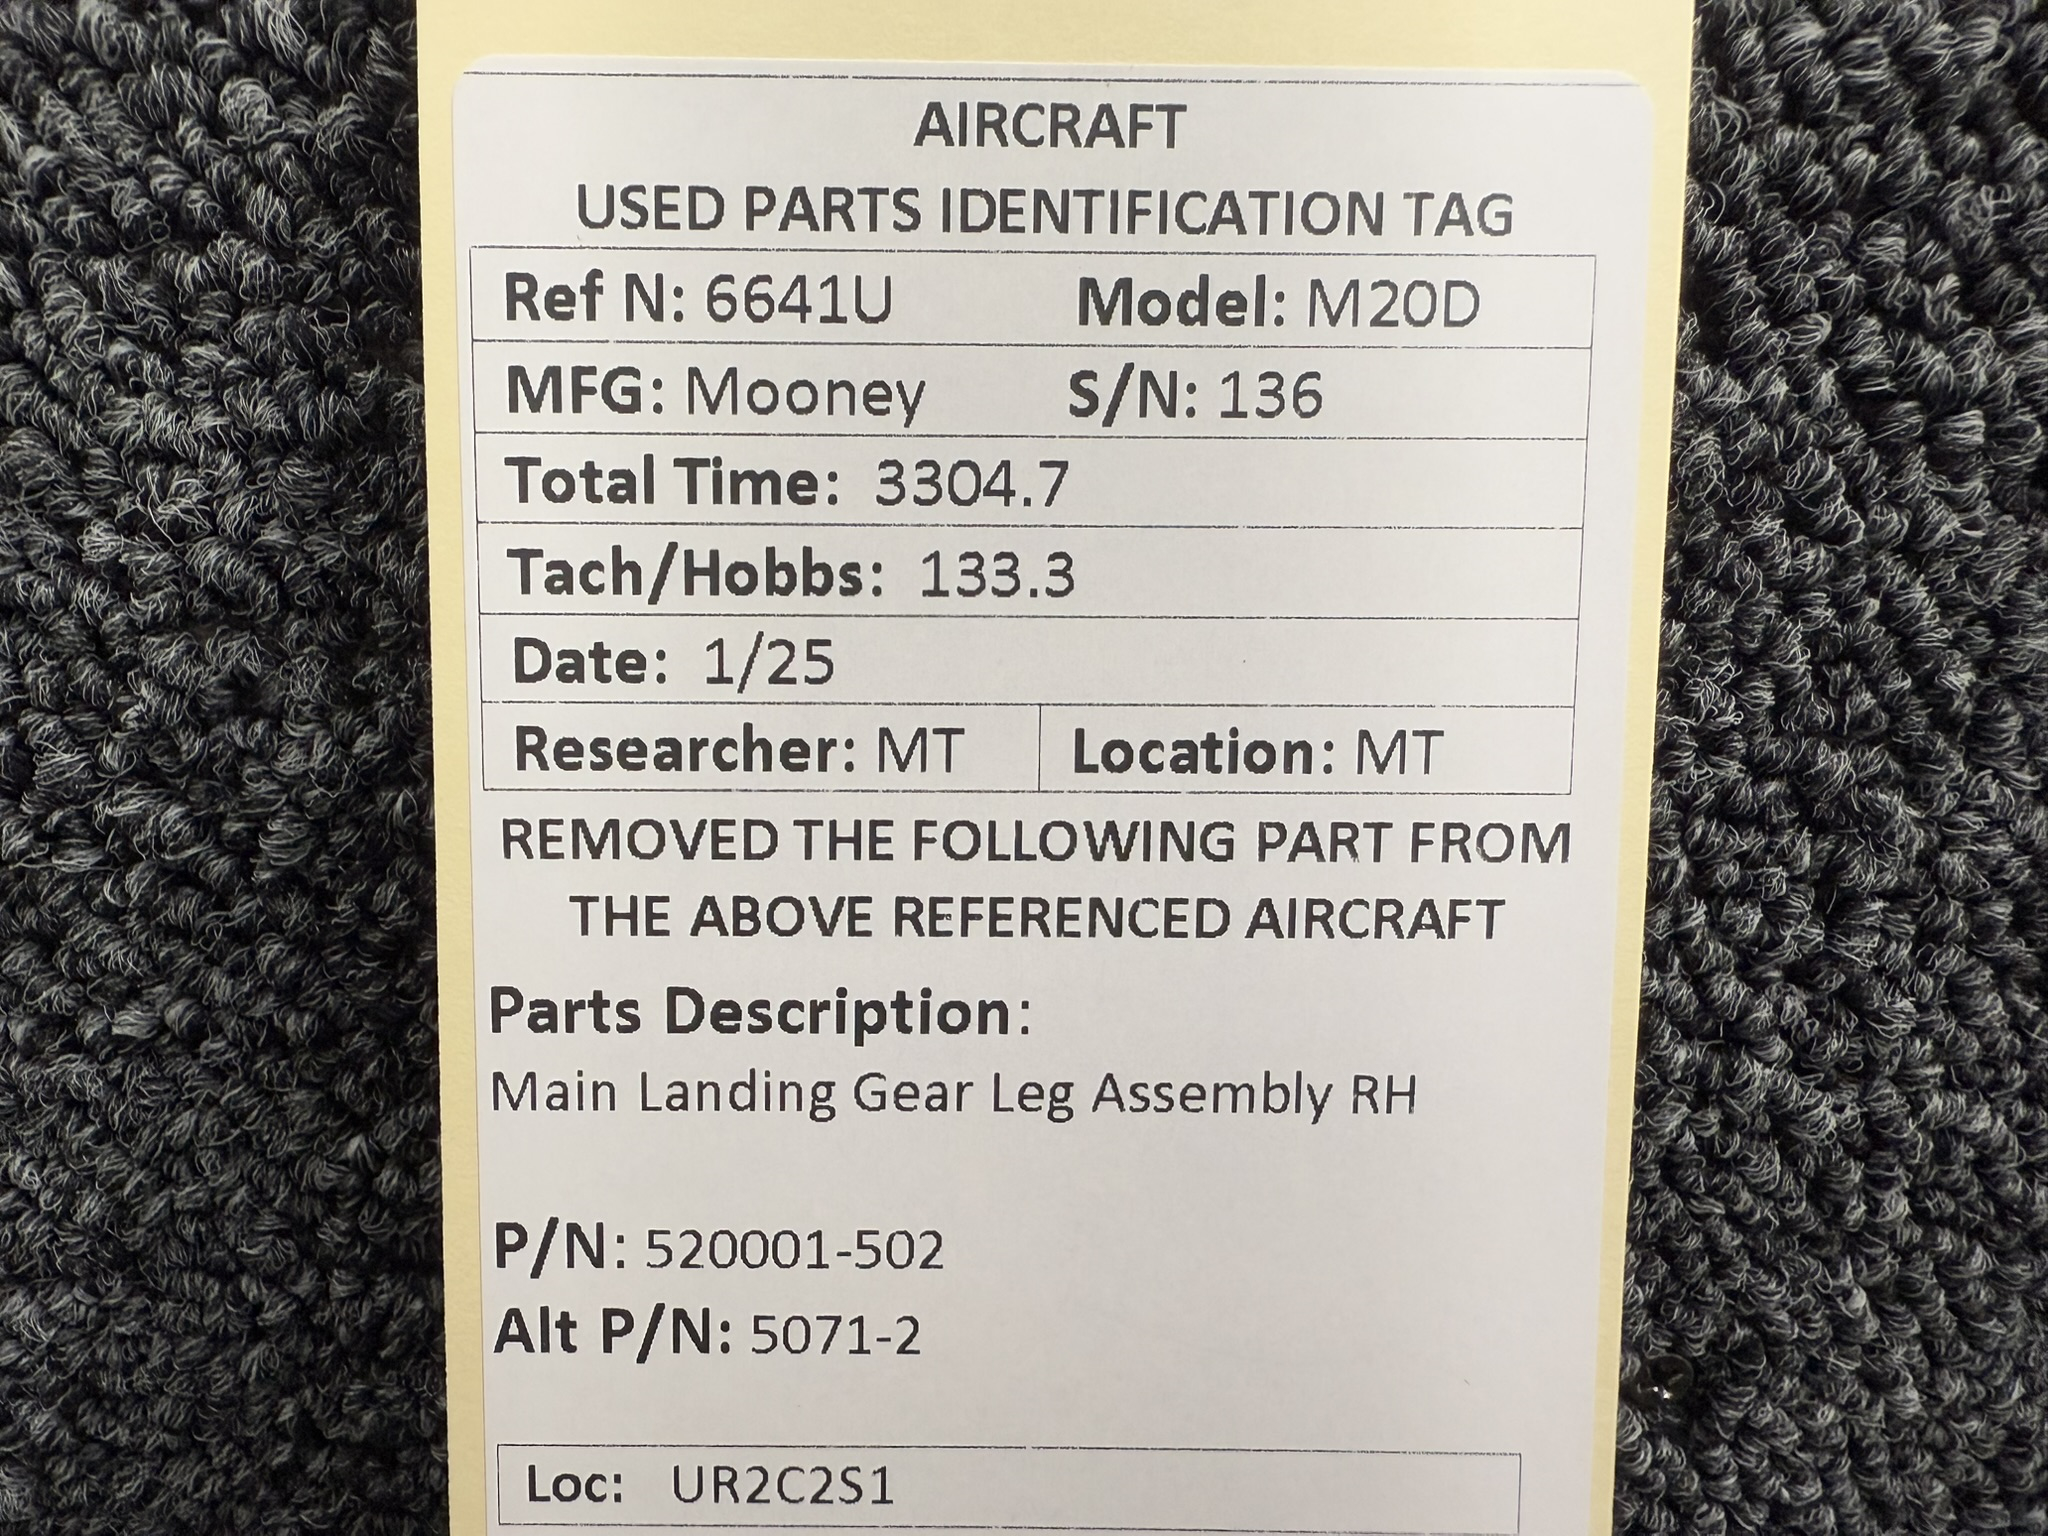 AIRCRAFT
USED PARTS IDENTIFICATION TAG
Ref N: 6641U Model: M20D
MFG: Mooney S/N: 136
Total Time: 3304.7
Tach/Hobbs: 133.3
Date: 1/25
Researcher: MT Location: MT
REMOVED THE FOLLOWING PART FROM
THE ABOVE REFERENCED AIRCRAFT
Parts Description:
Main Landing Gear Leg Assembly RH
P/N: 520001-502
Alt P/N: 5071-2
Loc: UR2C2S1